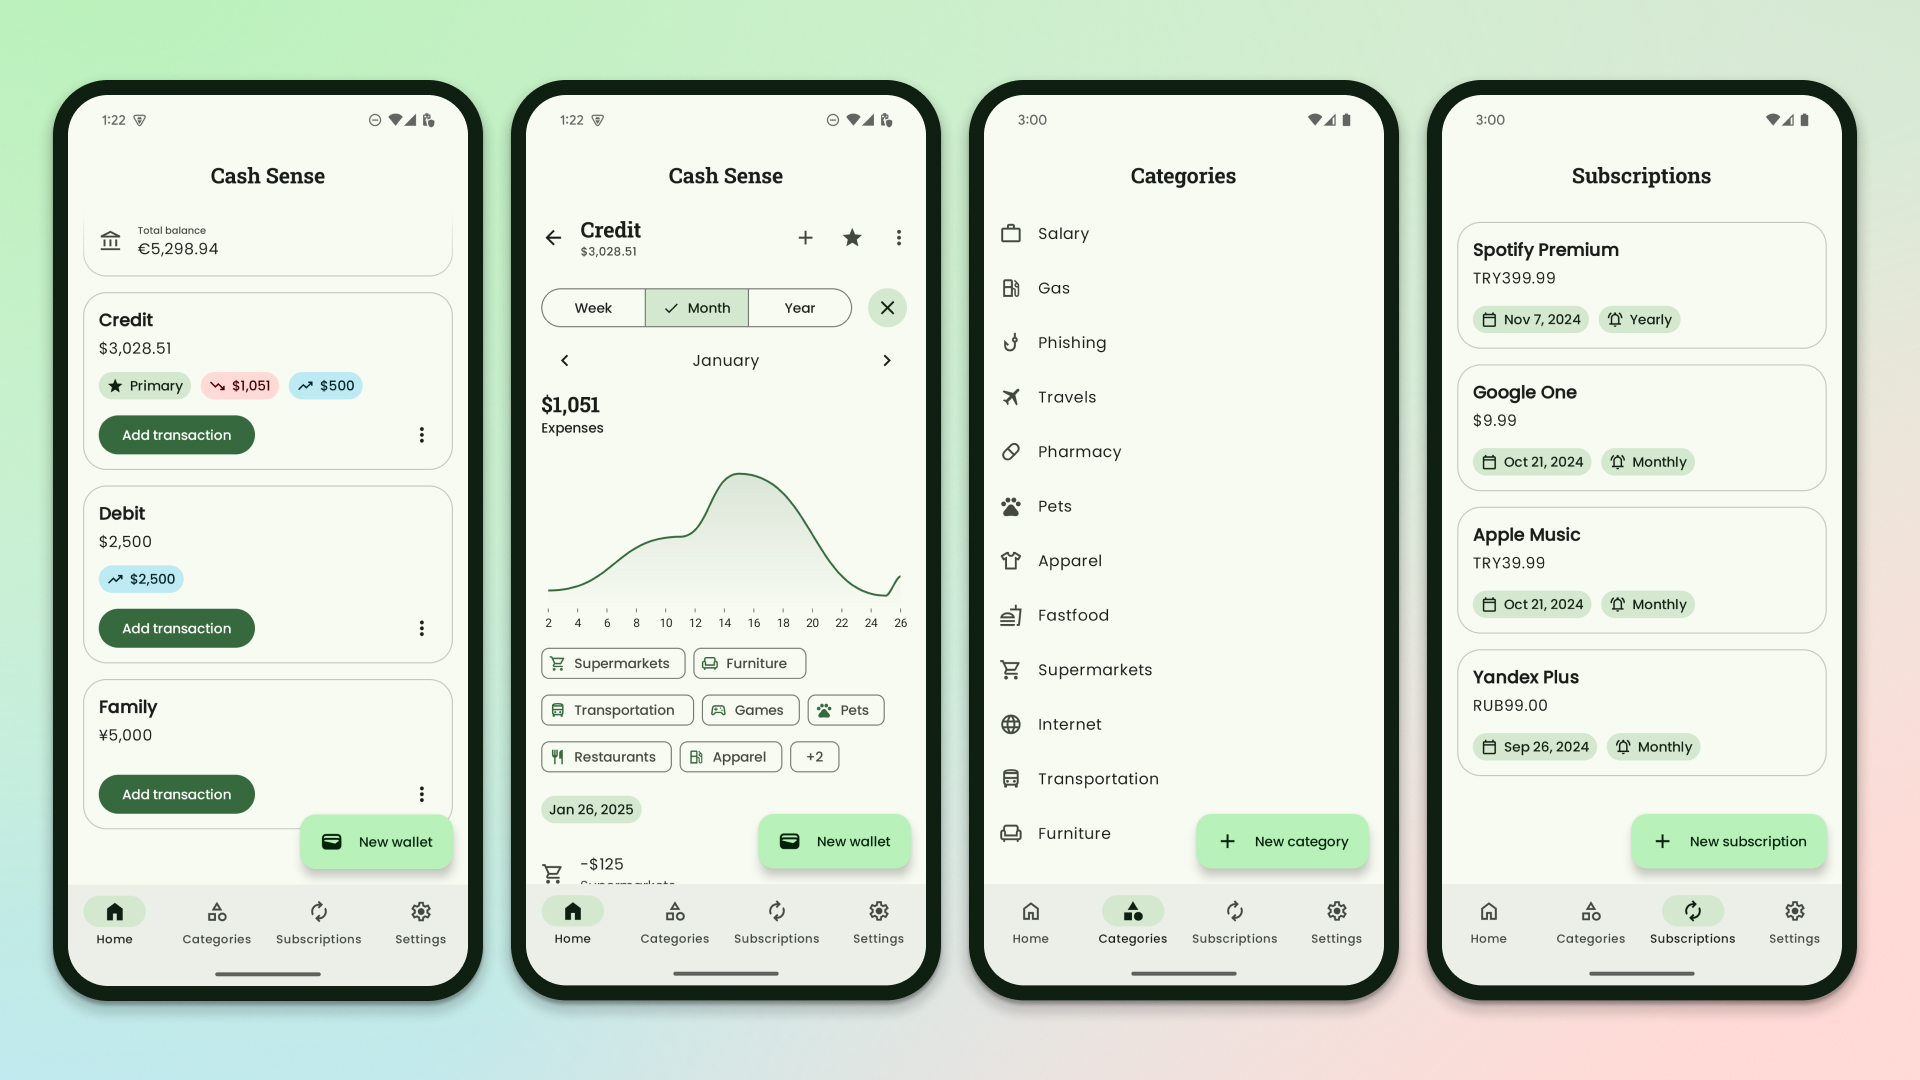 1:22
Cash Sense
Total balance
€5,298.94
Credit
$3,028.51
Primary $1,051 $500
Add transaction
Debit
$2,500
$2,500
Add transaction
Family
¥5,000
Add transaction
New wallet
Home Categories Subscriptions Settings
1:22
Cash Sense
Credit
$3,028.51
Week Month Year
January
$1,051
Expenses
2 4 6 8 10 12 14 16 18 20 22 24 26
Supermarkets Furniture
Transportation Games Pets
Restaurants Apparel +2
Jan 26, 2025
-$125
Supermarkets
New wallet
Home Categories Subscriptions Settings
3:00
Categories
Salary
Gas
Phishing
Travels
Pharmacy
Pets
Apparel
Fastfood
Supermarkets
Internet
Transportation
Furniture
New category
Home Categories Subscriptions Settings
3:00
Subscriptions
Spotify Premium
TRY399.99
Nov 7, 2024 Yearly
Google One
$9.99
Oct 21, 2024 Monthly
Apple Music
TRY39.99
Oct 21, 2024 Monthly
Yandex Plus
RUB99.00
Sep 26, 2024 Monthly
New subscription
Home Categories Subscriptions Settings